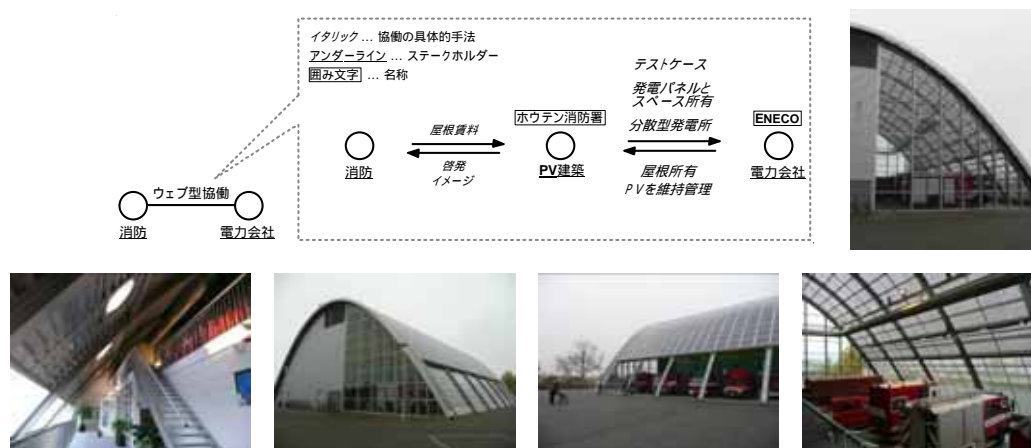 イタリック … 協働の具体的手法
アンダーライン … ステークホルダー
囲み文字 … 名称
消防
屋根賃料
啓発
イメージ
ホウテン消防署
PV建築
テストケース
発電パネルと
スペース所有
分散型発電所
屋根所有
PVを維持管理
ENECO
電力会社
ウェブ型協働
消防
電力会社